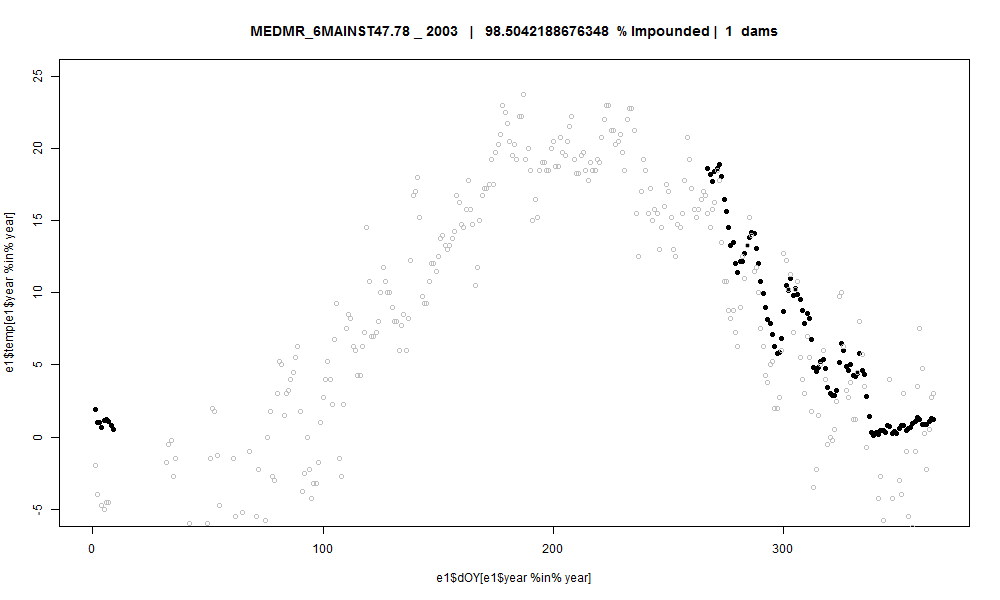 MEDMR_6MAINST47.78 _ 2003 | 98.5042188676348 % Impounded | 1 dams
25
20
15
10
5
0
-5
e1$temp[e1$year %in% year]
0 100 200 300
e1$dOY[e1$year %in% year]